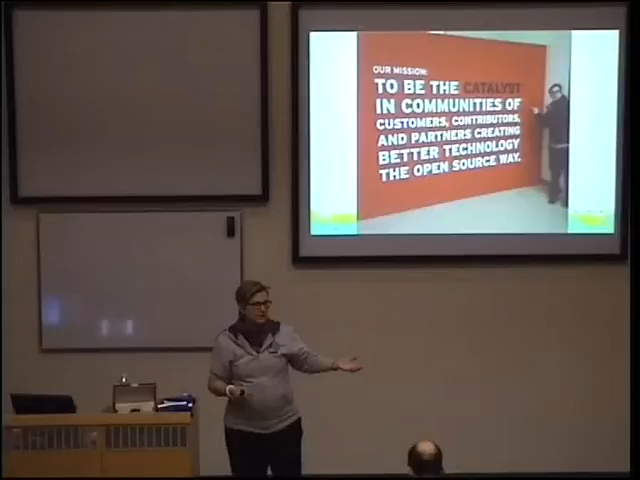 OUR MISSION:
TO BE THE CATALYST
IN COMMUNITIES OF
CUSTOMERS, CONTRIBUTORS,
AND PARTNERS CREATING
BETTER TECHNOLOGY
THE OPEN SOURCE WAY.